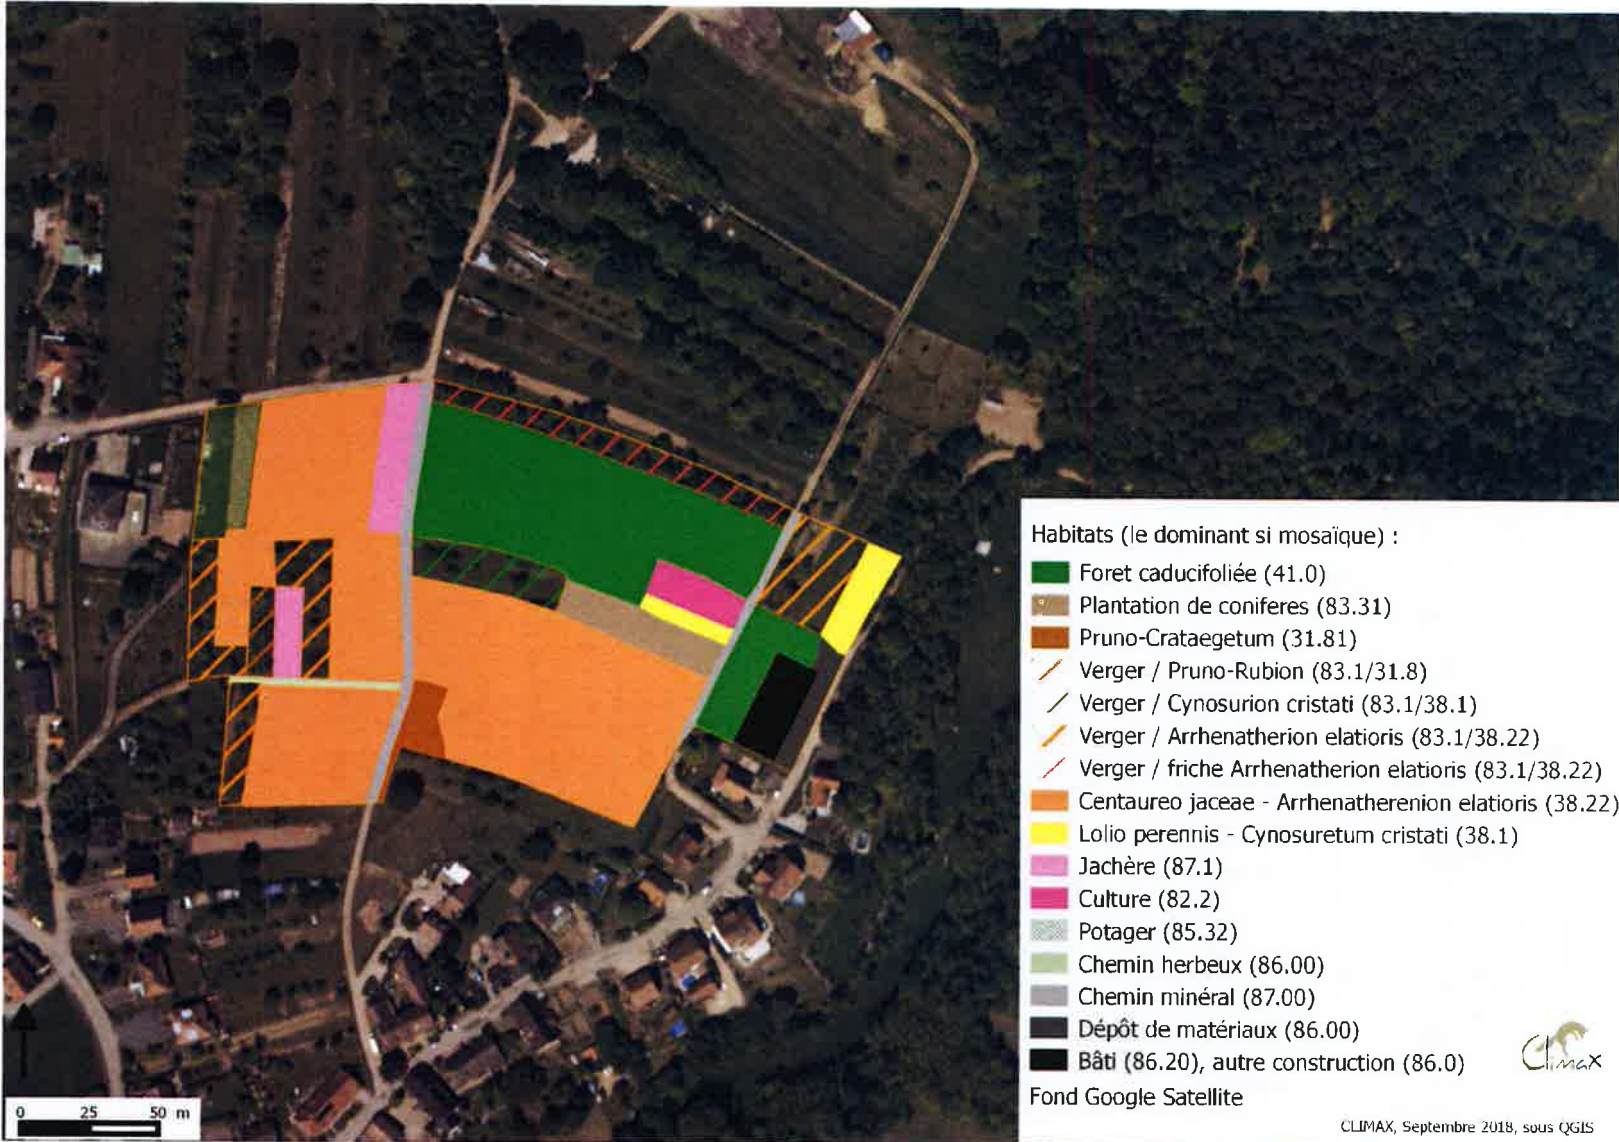 Habitats (le dominant si mosaïque) :
Foret caducifoliée (41.0)
Plantation de coniferes (83.31)
Pruno-Crataegetum (31.81)
Verger / Pruno-Rubion (83.1/31.8)
Verger / Cynosurion cristati (83.1/38.1)
Verger / Arrhenatherion elatioris (83.1/38.22)
Verger / friche Arrhenatherion elatioris (83.1/38.22)
Centaureo jaceae - Arrhenatherenion elatioris (38.22)
Lolio perennis - Cynosuretum cristati (38.1)
Jachère (87.1)
Culture (82.2)
Potager (85.32)
Chemin herbeux (86.00)
Chemin minéral (87.00)
Dépôt de matériaux (86.00)
Bâti (86.20), autre construction (86.0)
Climax
Fond Google Satellite
0 25 50 m
CLIMAX, Septembre 2018, sous QGIS